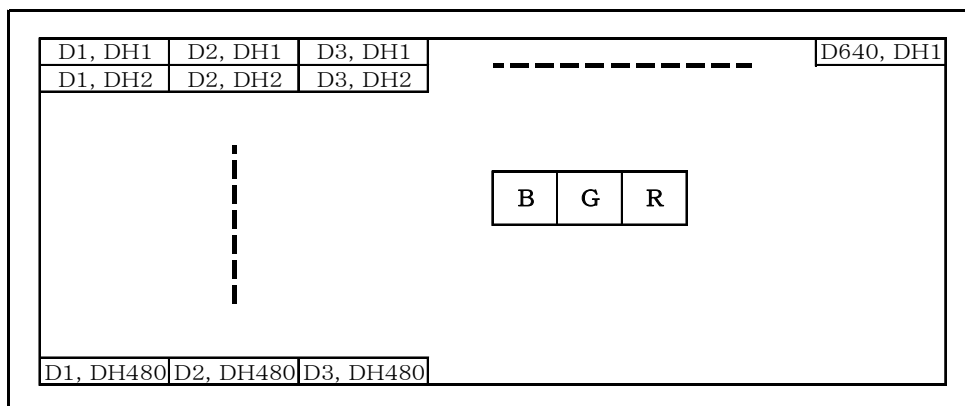 D1, DH1 D2, DH1 D3, DH1 D640, DH1
D1, DH2 D2, DH2 D3, DH2
B G R
D1, DH480 D2, DH480 D3, DH480